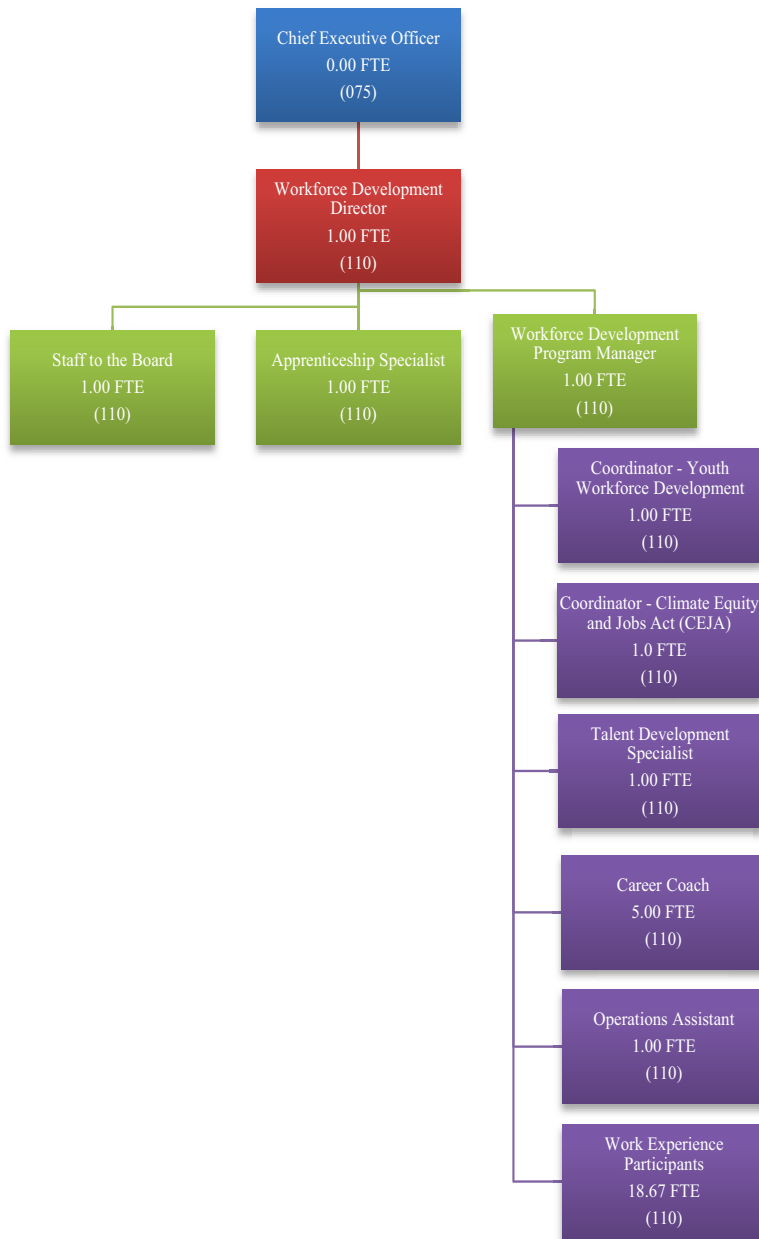 Chief Executive Officer
0.00 FTE
(075)
Workforce Development
Director
1.00 FTE
(110)
Staff to the Board
1.00 FTE
(110)
Apprenticeship Specialist
1.00 FTE
(110)
Workforce Development
Program Manager
1.00 FTE
(110)
Coordinator - Youth
Workforce Development
1.00 FTE
(110)
Coordinator - Climate Equity
and Jobs Act (CEJA)
1.0 FTE
(110)
Talent Development
Specialist
1.00 FTE
(110)
Career Coach
5.00 FTE
(110)
Operations Assistant
1.00 FTE
(110)
Work Experience
Participants
18.67 FTE
(110)